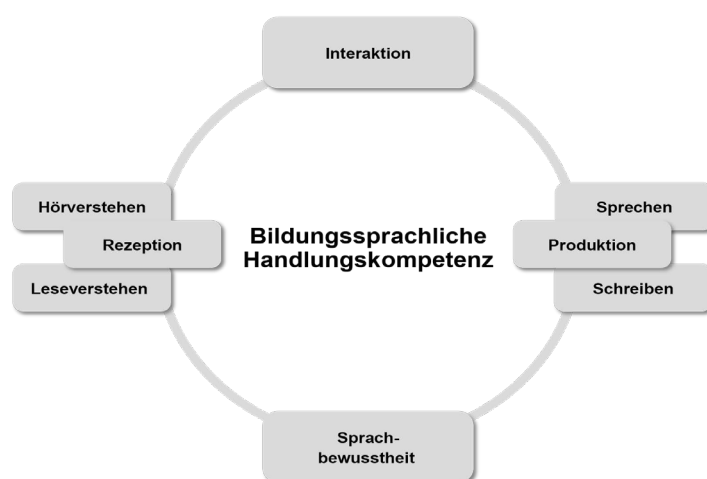 Interaktion
Hörverstehen
Rezeption
Leseverstehen
Bildungssprachliche
Handlungskompetenz
Sprechen
Produktion
Schreiben
Sprach-
bewusstheit